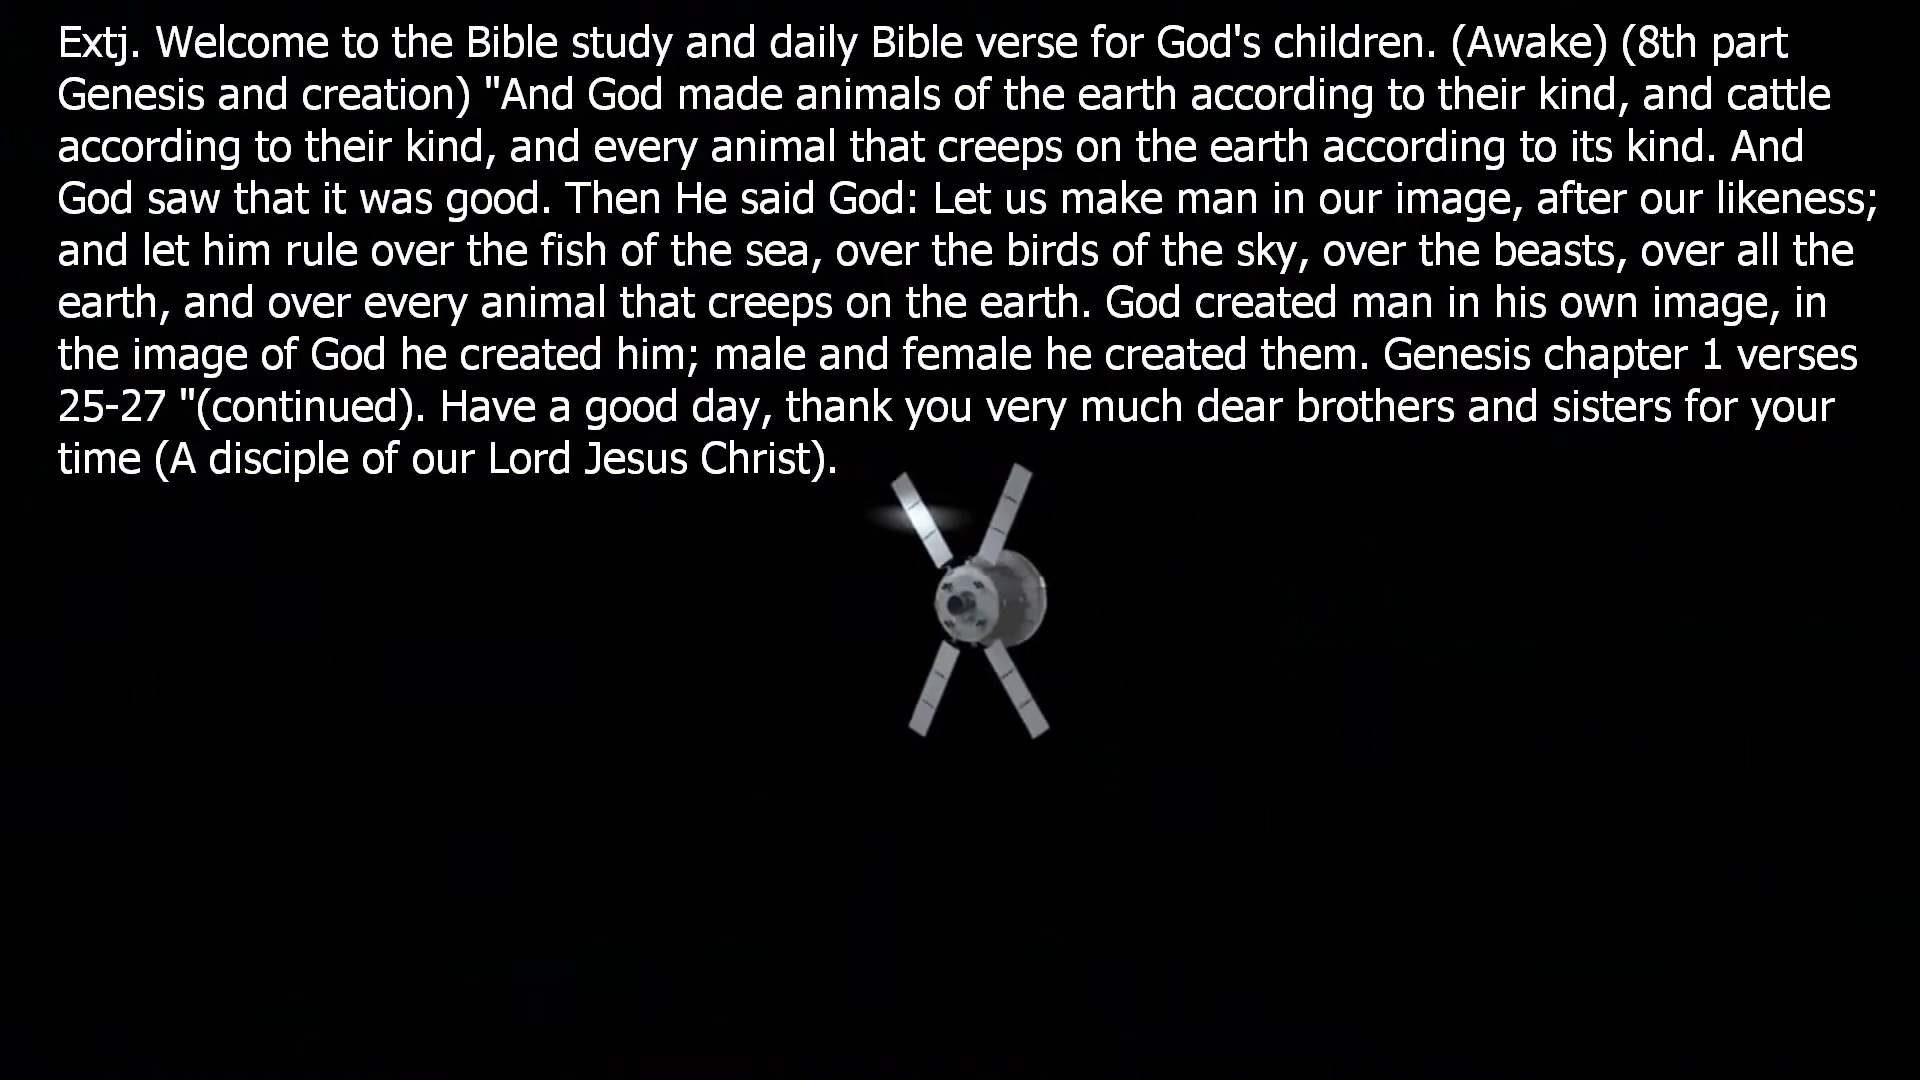 Extj. Welcome to the Bible study and daily Bible verse for God's children. (Awake) (8th part
Genesis and creation) "And God made animals of the earth according to their kind, and cattle
according to their kind, and every animal that creeps on the earth according to its kind. And
God saw that it was good. Then He said God: Let us make man in our image, after our likeness;
and let him rule over the fish of the sea, over the birds of the sky, over the beasts, over all the
earth, and over every animal that creeps on the earth. God created man in his own image, in
the image of God he created him; male and female he created them. Genesis chapter 1 verses
25-27 "(continued). Have a good day, thank you very much dear brothers and sisters for your
time (A disciple of our Lord Jesus Christ).